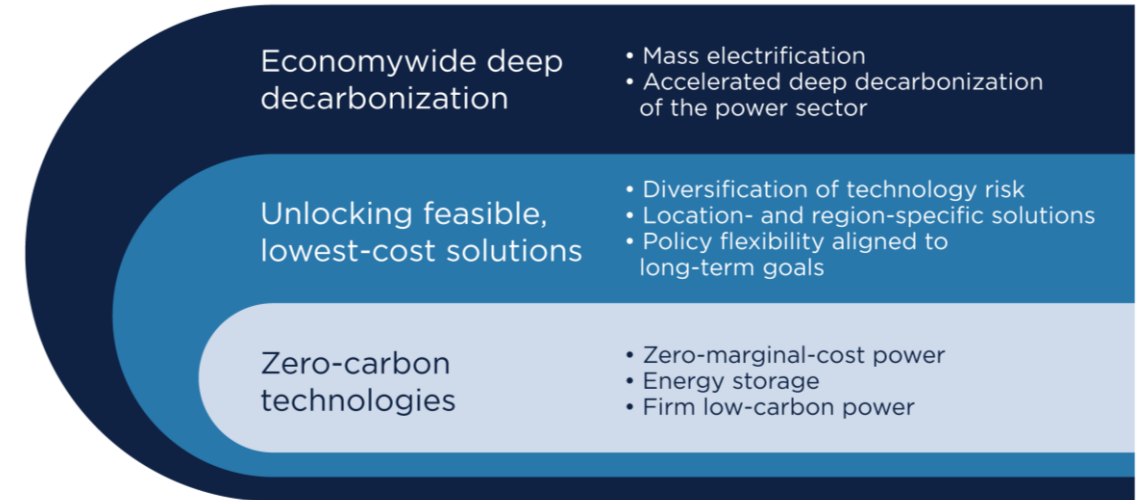 Economywide deep
decarbonization
• Mass electrification
• Accelerated deep decarbonization
of the power sector
Unlocking feasible,
lowest-cost solutions
• Diversification of technology risk
• Location- and region-specific solutions
• Policy flexibility aligned to
long-term goals
Zero-carbon
technologies
• Zero-marginal-cost power
• Energy storage
• Firm low-carbon power